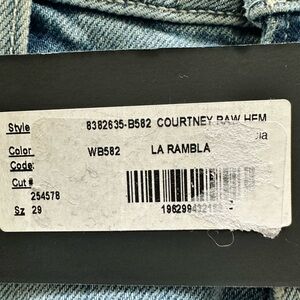 Style 8382635-B582 COURTNEY RAW HEM
Color WB582 LA RAMBLA
Code:
Cut #
254578
Sz 29